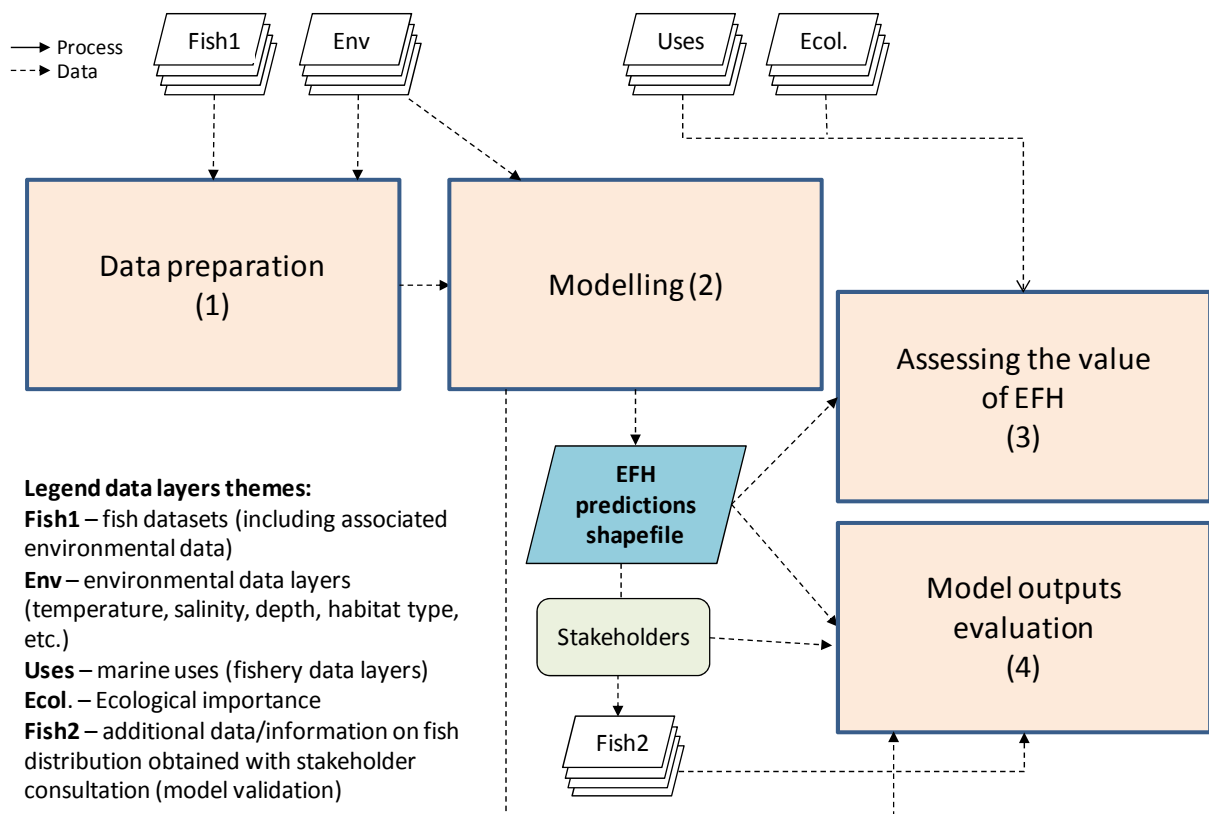 Process
Data
Fish1
Env
Uses
Ecol.
Data preparation
(1)
Modelling (2)
Assessing the value
of EFH
(3)
EFH
predictions
shapefile
Stakeholders
Model outputs
evaluation
(4)
Fish2
Legend data layers themes:
Fish1 – fish datasets (including associated
environmental data)
Env – environmental data layers
(temperature, salinity, depth, habitat type,
etc.)
Uses – marine uses (fishery data layers)
Ecol. – Ecological importance
Fish2 – additional data/information on fish
distribution obtained with stakeholder
consultation (model validation)